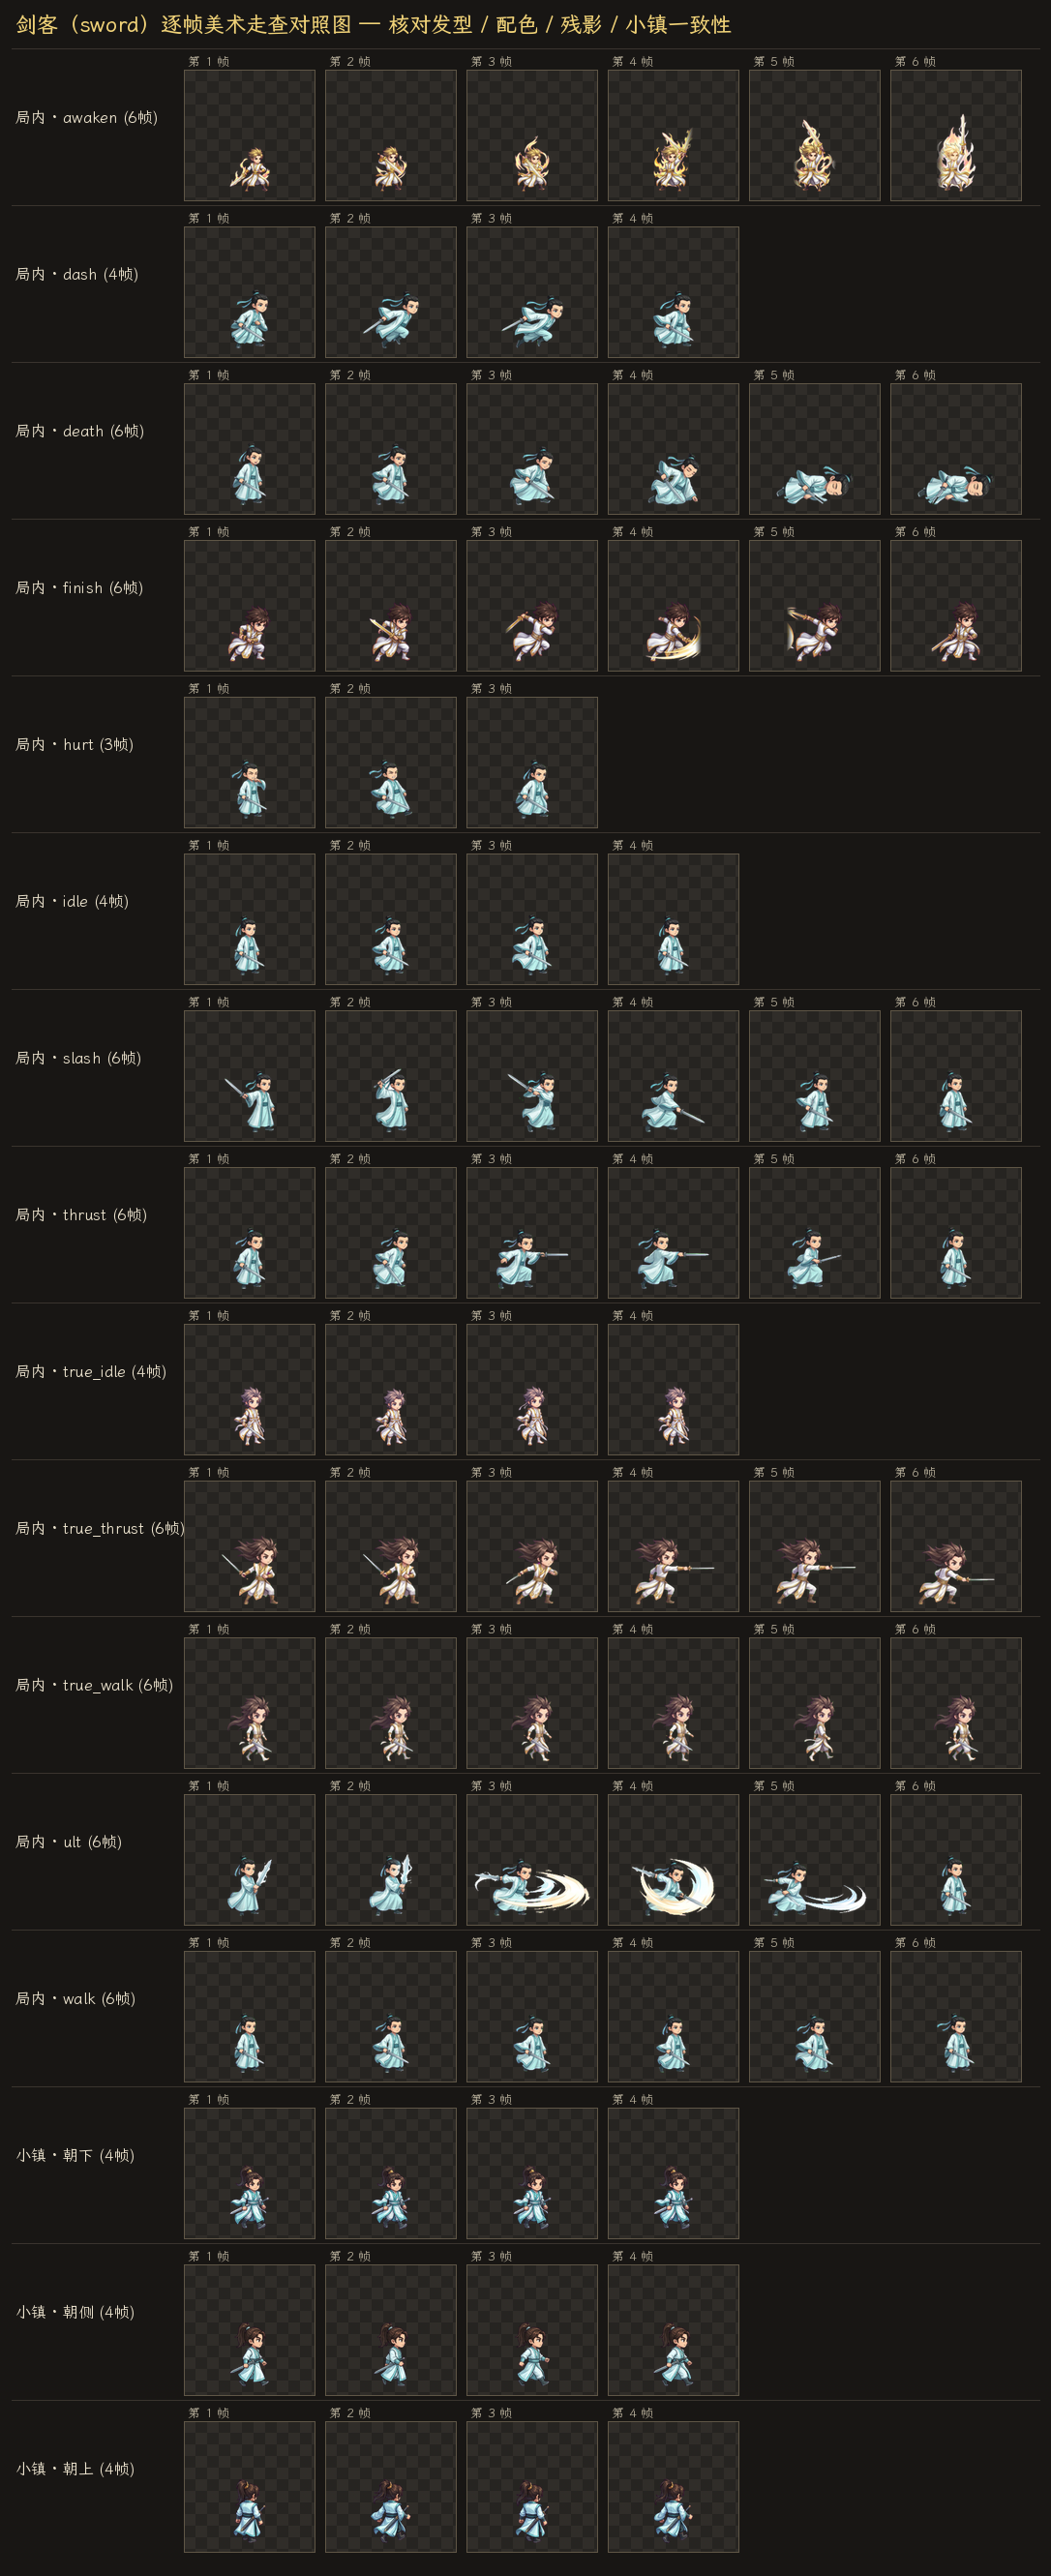 剑客（sword）逐帧美术走查对照图 — 核对发型 / 配色 / 残影 / 小镇一致性
第 1 帧 第 2 帧 第 3 帧 第 4 帧 第 5 帧 第 6 帧
局内・awaken (6帧)
第 1 帧 第 2 帧 第 3 帧 第 4 帧
局内・dash (4帧)
第 1 帧 第 2 帧 第 3 帧 第 4 帧 第 5 帧 第 6 帧
局内・death (6帧)
第 1 帧 第 2 帧 第 3 帧 第 4 帧 第 5 帧 第 6 帧
局内・finish (6帧)
第 1 帧 第 2 帧 第 3 帧
局内・hurt (3帧)
第 1 帧 第 2 帧 第 3 帧 第 4 帧
局内・idle (4帧)
第 1 帧 第 2 帧 第 3 帧 第 4 帧 第 5 帧 第 6 帧
局内・slash (6帧)
第 1 帧 第 2 帧 第 3 帧 第 4 帧 第 5 帧 第 6 帧
局内・thrust (6帧)
第 1 帧 第 2 帧 第 3 帧 第 4 帧
局内・true_idle (4帧)
第 1 帧 第 2 帧 第 3 帧 第 4 帧 第 5 帧 第 6 帧
局内・true_thrust (6帧)
第 1 帧 第 2 帧 第 3 帧 第 4 帧 第 5 帧 第 6 帧
局内・true_walk (6帧)
第 1 帧 第 2 帧 第 3 帧 第 4 帧 第 5 帧 第 6 帧
局内・ult (6帧)
第 1 帧 第 2 帧 第 3 帧 第 4 帧 第 5 帧 第 6 帧
局内・walk (6帧)
第 1 帧 第 2 帧 第 3 帧 第 4 帧
小镇・朝下 (4帧)
第 1 帧 第 2 帧 第 3 帧 第 4 帧
小镇・朝侧 (4帧)
第 1 帧 第 2 帧 第 3 帧 第 4 帧
小镇・朝上 (4帧)